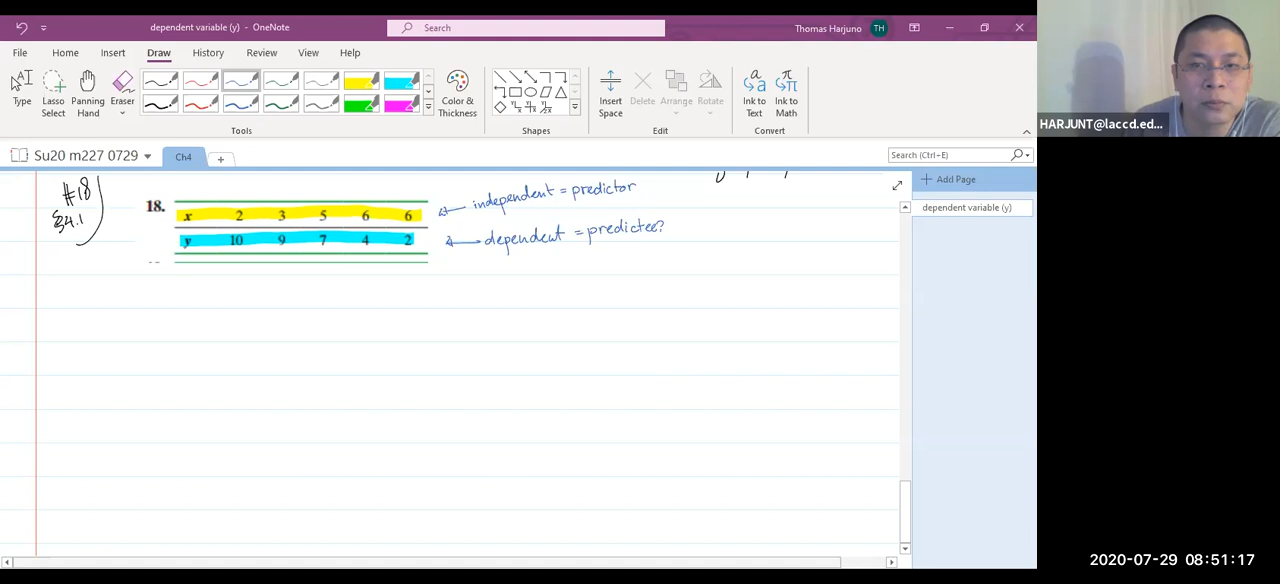 dependent variable (y) - OneNote
Search
Thomas Harjuno TH
File Home Insert Draw History Review View Help
Type
Lasso Select
Panning Hand
Eraser
Color & Thickness
Insert Space
Delete
Arrange
Rotate
Ink to Text
Ink to Math
Tools
Shapes
Edit
Convert
HARJUNT@laccd.ed...
Su20 m227 0729
Ch4
Search (Ctrl+E)
Add Page
dependent variable (y)
#18
§4.1
18.
x 2 3 5 6 6
y 10 9 7 4 2
independent = predictor
dependent = predictee?
2020-07-29 08:51:17